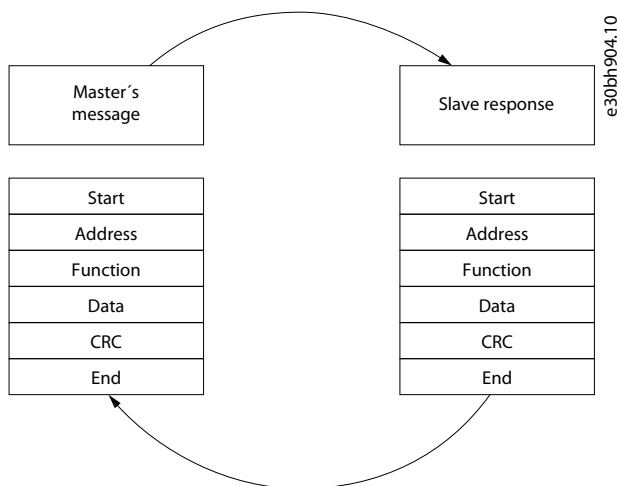 Master´s
message
Slave response
e30bh904.10
Start
Address
Function
Data
CRC
End
Start
Address
Function
Data
CRC
End